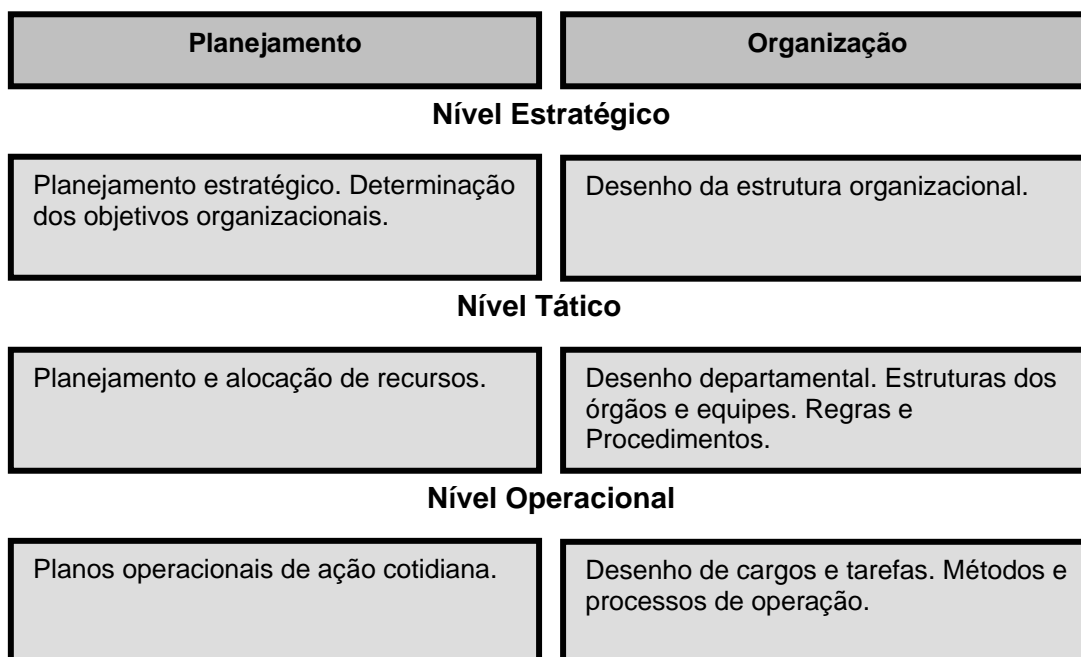 Planejamento
Organização
Nível Estratégico
Planejamento estratégico. Determinação
dos objetivos organizacionais.
Desenho da estrutura organizacional.
Nível Tático
Planejamento e alocação de recursos.
Desenho departamental. Estruturas dos
órgãos e equipes. Regras e
Procedimentos.
Nível Operacional
Planos operacionais de ação cotidiana.
Desenho de cargos e tarefas. Métodos e
processos de operação.